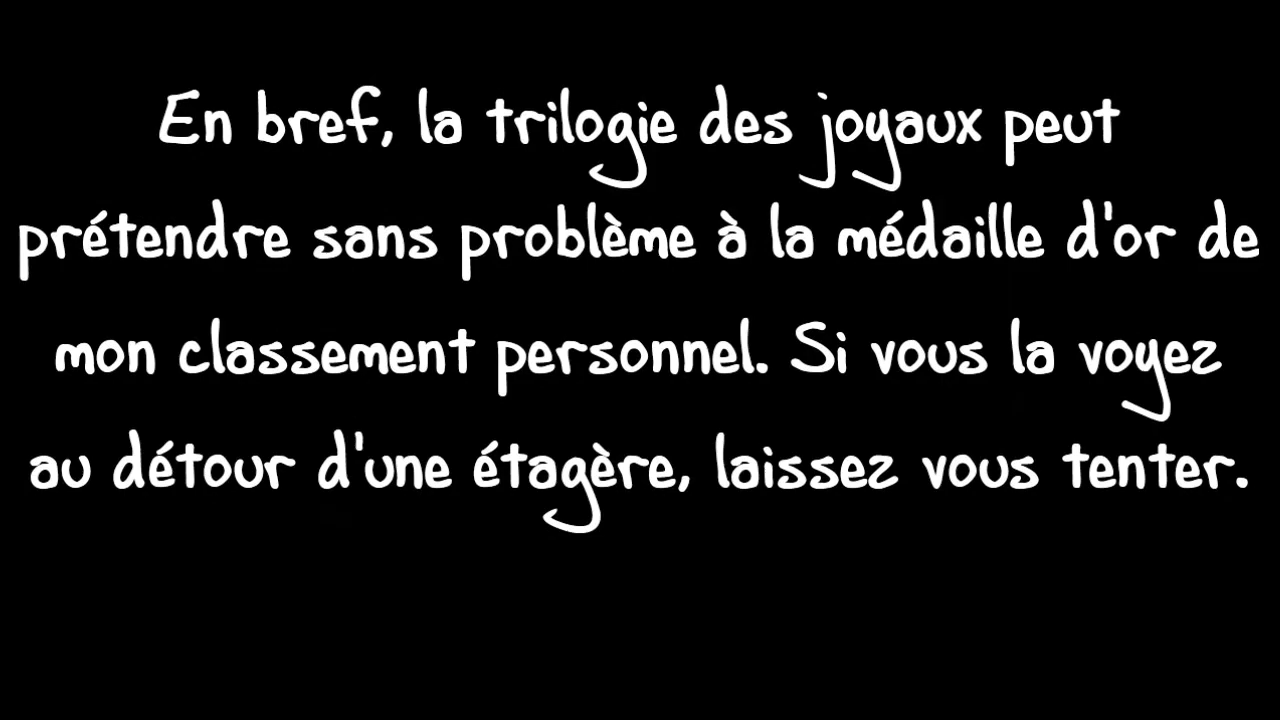 En bref, la trilogie des joyaux peut
prétendre sans problème à la médaille d'or de
mon classement personnel. Si vous la voyez
au détour d'une étagère, laissez vous tenter.